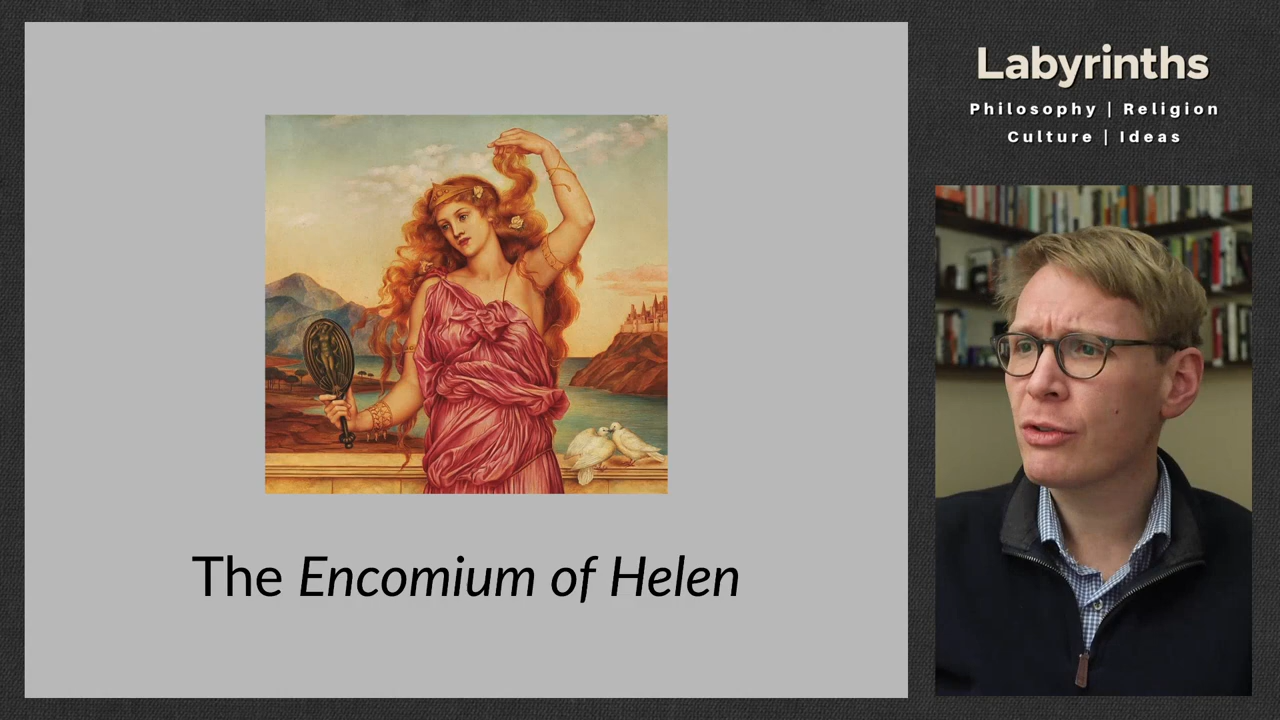 The Encomium of Helen
Labyrinths
Philosophy | Religion
Culture | Ideas